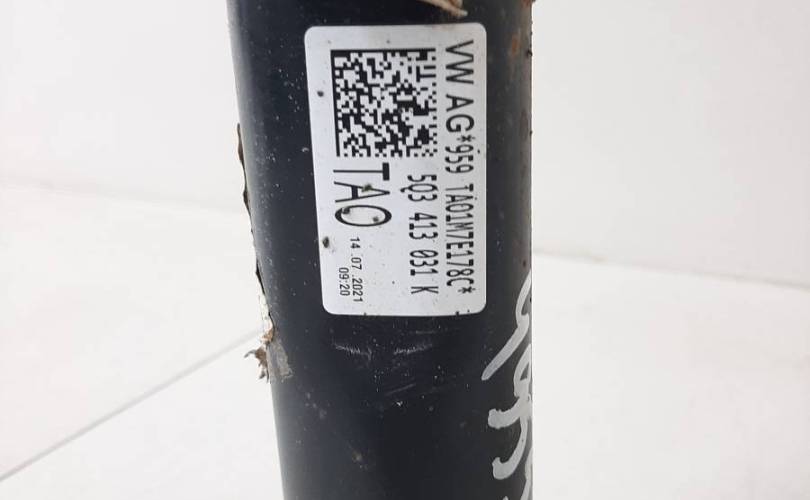 VW AG*959 TA01M7E178C*
5Q3 413 031 K
TAO
14.07.2021
09:20